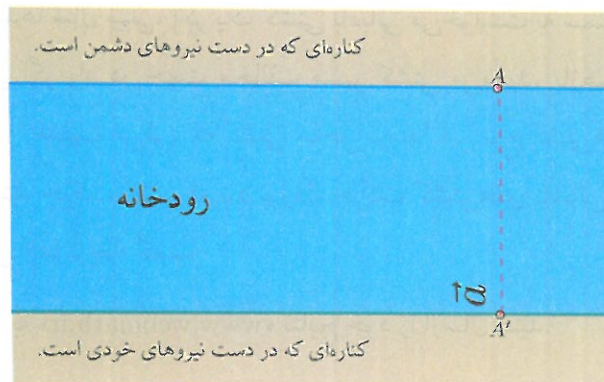 کناره‌ای که در دست نیروهای دشمن است.
A
رودخانه
A'
کناره‌ای که در دست نیروهای خودی است.